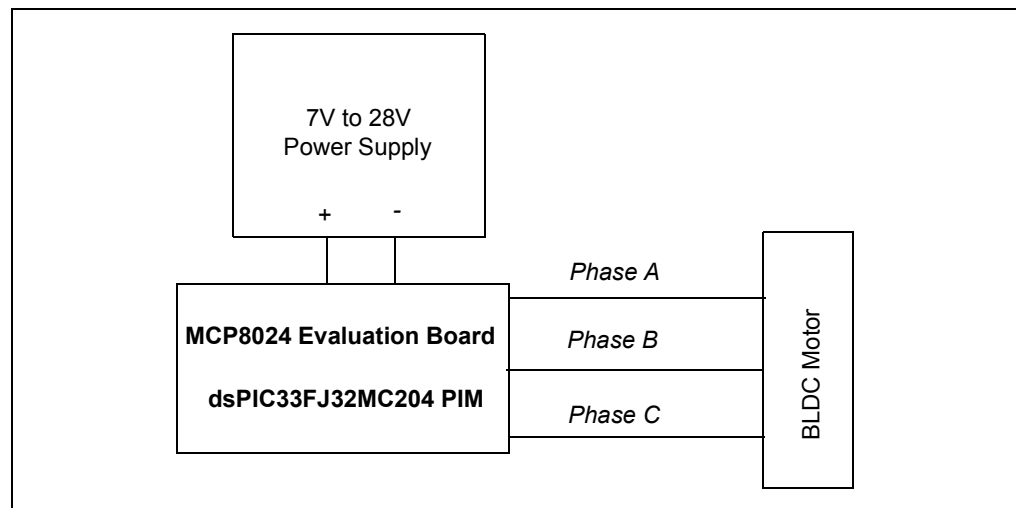 7V to 28V
Power Supply
+ -
Phase A
MCP8024 Evaluation Board
Phase B
dsPIC33FJ32MC204 PIM
Phase C
BLDC Motor